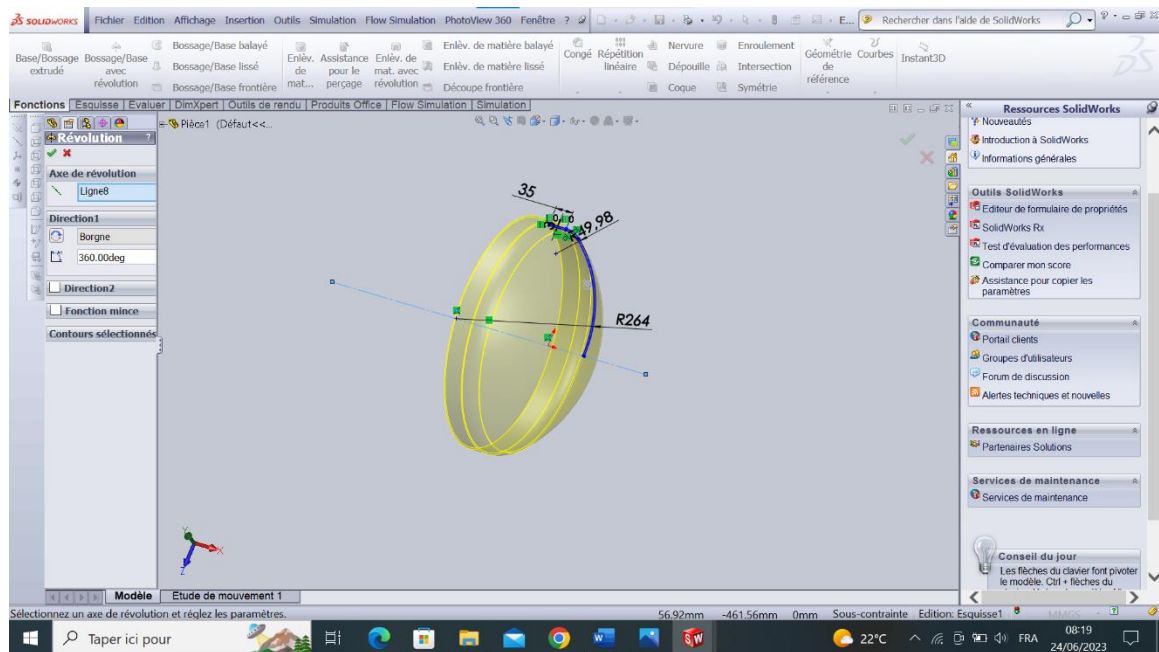 SOLIDWORKS Fichier Edition Affichage Insertion Outils Simulation Flow Simulation PhotoView 360 Fenêtre ? E... Rechercher dans l'aide de SolidWorks
Base/Bossage extrudé
Bossage/Base avec révolution
Bossage/Base balayé
Bossage/Base lissé
Bossage/Base frontière
Enlèv. de mat...
Assistance pour le perçage
Enlèv. de mat. avec révolution
Enlèv. de matière balayé
Enlèv. de matière lissé
Découpe frontière
Congé
Répétition linéaire
Nervure
Dépouille
Coque
Enroulement
Intersection
Symétrie
Géométrie de référence
Courbes
Instant3D
Fonctions Esquisse Evaluer DimXpert Outils de rendu Produits Office Flow Simulation Simulation
Pièce1 (Défaut<<...
Révolution ?
Axe de révolution
Ligne8
Direction1
Borgne
360.00deg
Direction2
Fonction mince
Contours sélectionnés
35
R49,98
R264
Y
X
Z
Ressources SolidWorks
Nouveautés
Introduction à SolidWorks
Informations générales
Outils SolidWorks
Editeur de formulaire de propriétés
SolidWorks Rx
Test d'évaluation des performances
Comparer mon score
Assistance pour copier les
paramètres
Communauté
Portail clients
Groupes d'utilisateurs
Forum de discussion
Alertes techniques et nouvelles
Ressources en ligne
Partenaires Solutions
Services de maintenance
Services de maintenance
Conseil du jour
Les flèches du clavier font pivoter
le modèle. Ctrl + flèches du
Modèle Etude de mouvement 1
Sélectionnez un axe de révolution et réglez les paramètres. 56.92mm -461.56mm 0mm Sous-contrainte Edition: Esquisse1 MMGS
Taper ici pour 22°C FRA 08:19
24/06/2023